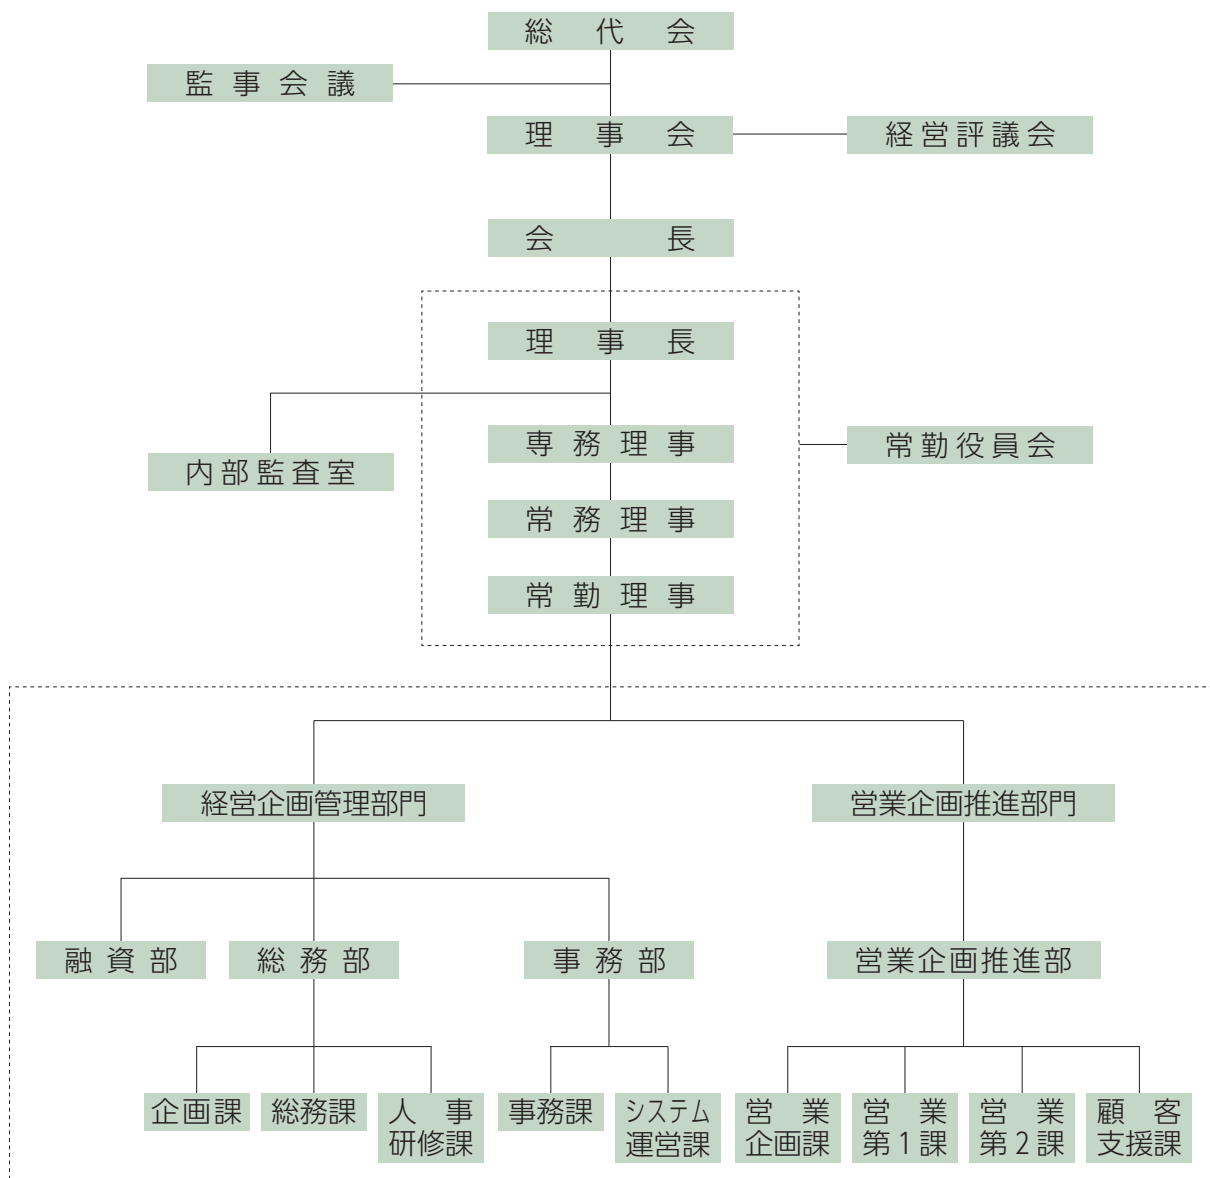 総代会
監事会議
理事会
経営評議会
会長
理事長
専務理事
常勤役員会
内部監査室
常務理事
常勤理事
経営企画管理部門
営業企画推進部門
融資部
総務部
事務部
営業企画推進部
企画課
総務課
人事
研修課
事務課
システム
運営課
営業
企画課
営業
第1課
営業
第2課
顧客
支援課